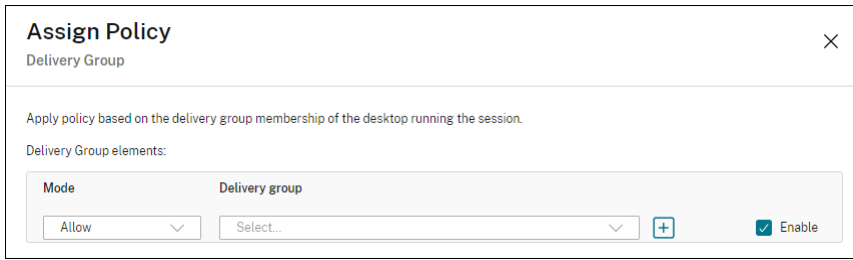 Assign Policy
Delivery Group
Apply policy based on the delivery group membership of the desktop running the session.
Delivery Group elements:
Mode Delivery group
Allow Select... Enable